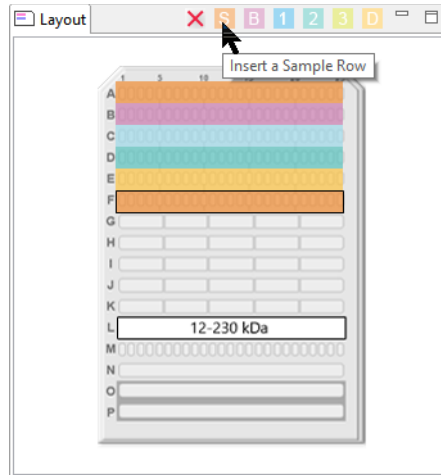 Layout
S B 1 2 3 D
Insert a Sample Row
1 5 10
A
B
C
D
E
F
G
H
I
J
K
L 12-230 kDa
M
N
O
P